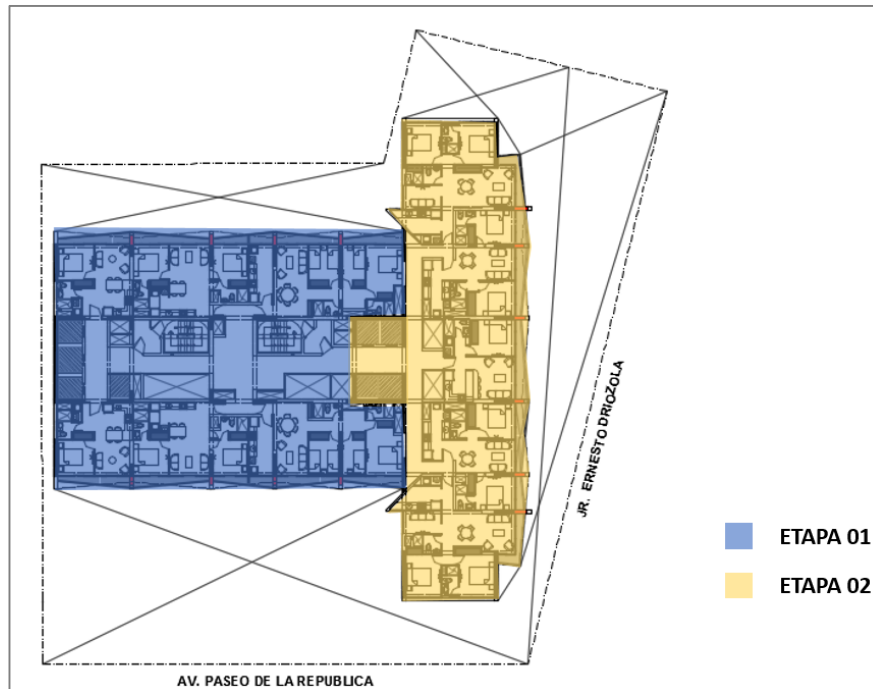 JR. ERNESTO DRIOZOLA
ETAPA 01
ETAPA 02
AV. PASEO DE LA REPUBLICA